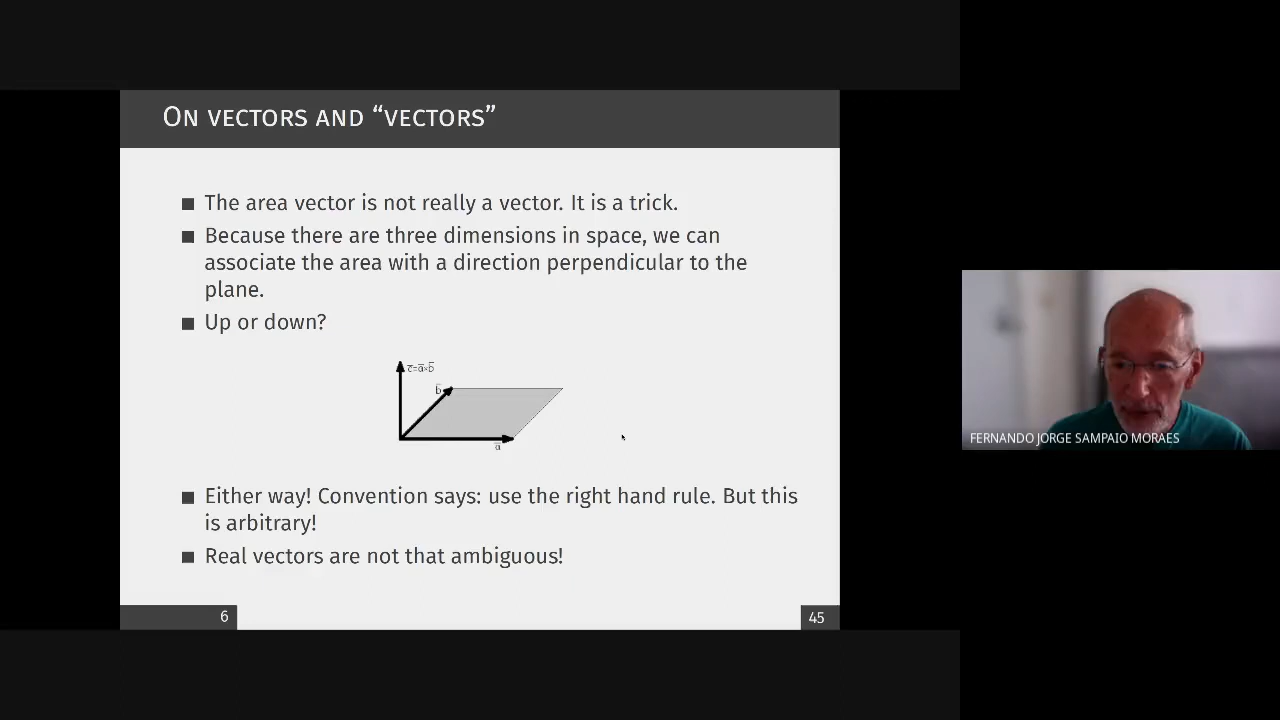 On vectors and “vectors”
The area vector is not really a vector. It is a trick.
Because there are three dimensions in space, we can
associate the area with a direction perpendicular to the
plane.
Up or down?
c̅=a̅×b̅
b̅
a̅
Either way! Convention says: use the right hand rule. But this
is arbitrary!
Real vectors are not that ambiguous!
6
45
FERNANDO JORGE SAMPAIO MORAES